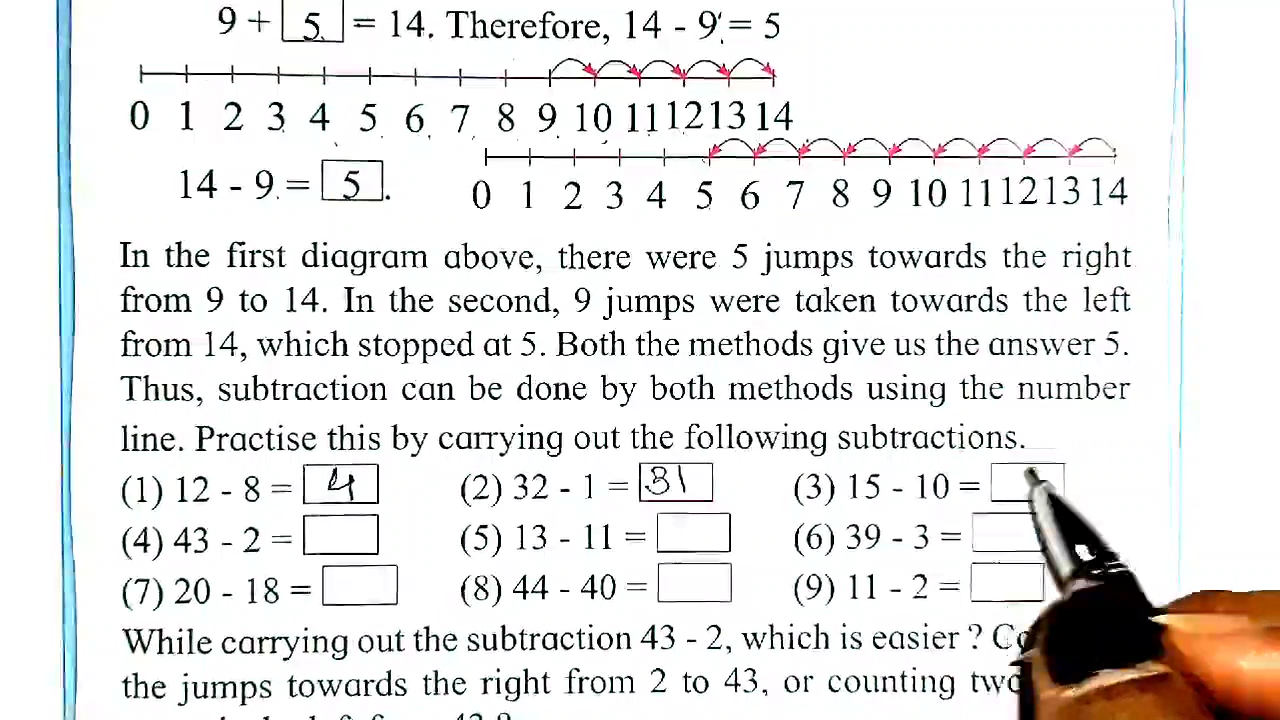 9 + 5 = 14. Therefore, 14 - 9 = 5
0 1 2 3 4 5 6 7 8 9 10 11 12 13 14
14 - 9 = 5.
0 1 2 3 4 5 6 7 8 9 10 11 12 13 14
In the first diagram above, there were 5 jumps towards the right
from 9 to 14. In the second, 9 jumps were taken towards the left
from 14, which stopped at 5. Both the methods give us the answer 5.
Thus, subtraction can be done by both methods using the number
line. Practise this by carrying out the following subtractions.
(1) 12 - 8 = 4 (2) 32 - 1 = 31 (3) 15 - 10 =
(4) 43 - 2 = (5) 13 - 11 = (6) 39 - 3 =
(7) 20 - 18 = (8) 44 - 40 = (9) 11 - 2 =
While carrying out the subtraction 43 - 2, which is easier ?
the jumps towards the right from 2 to 43, or counting